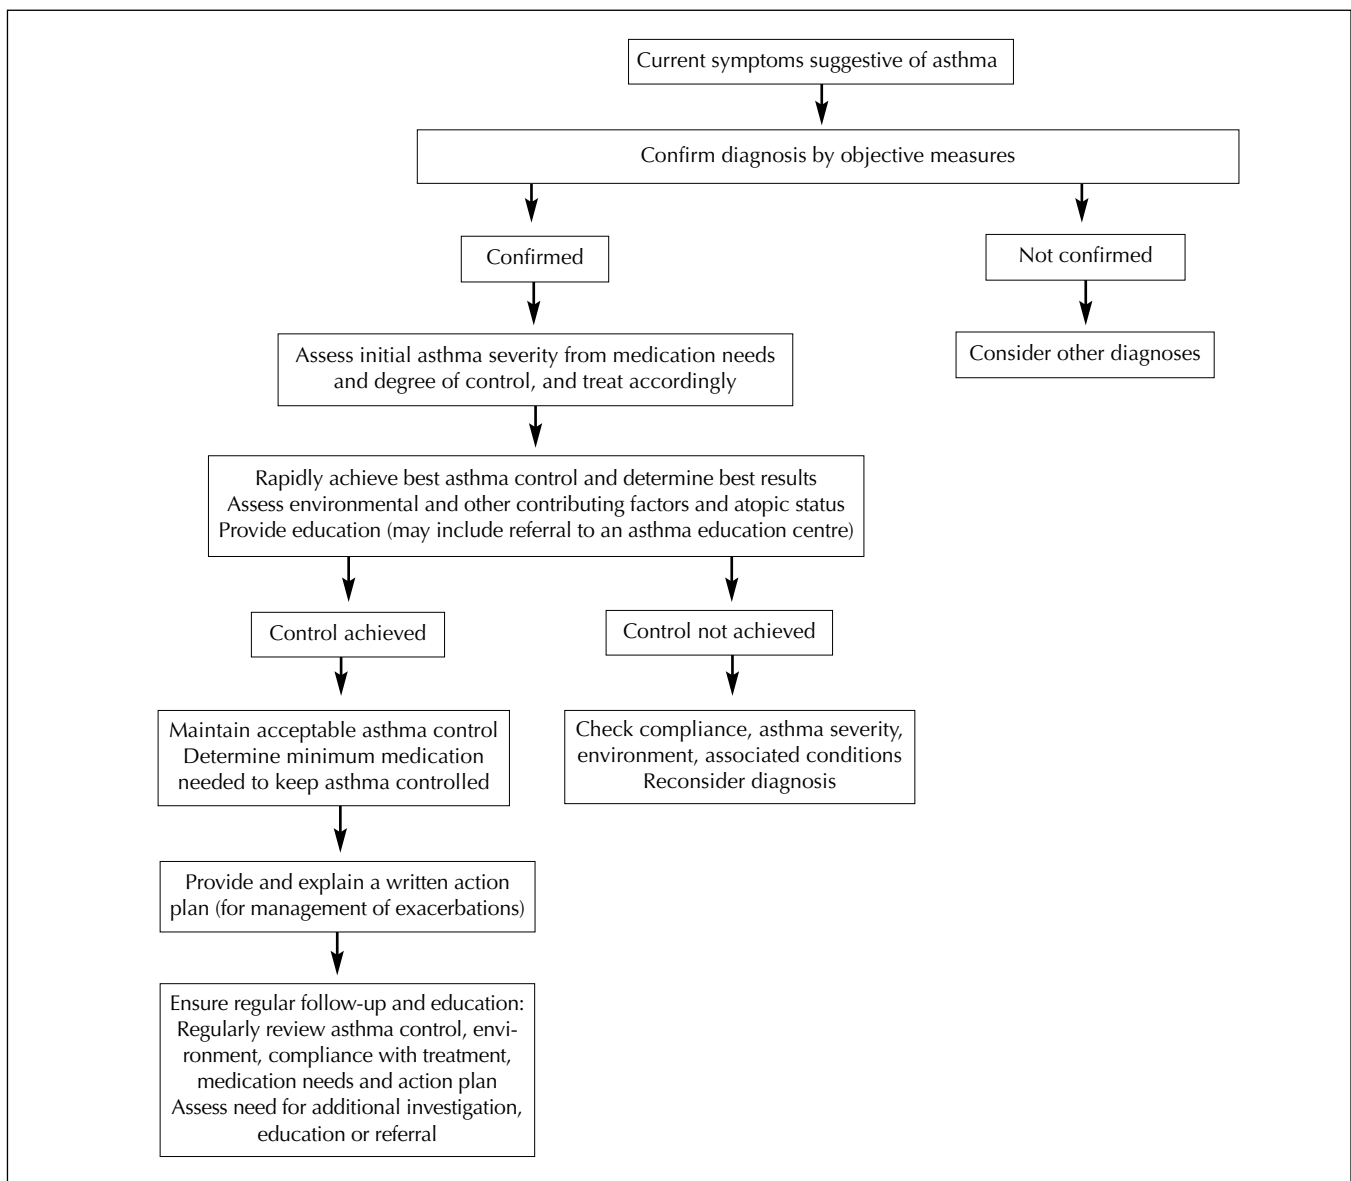 Current symptoms suggestive of asthma
Confirm diagnosis by objective measures
Confirmed
Not confirmed
Assess initial asthma severity from medication needs
and degree of control, and treat accordingly
Consider other diagnoses
Rapidly achieve best asthma control and determine best results
Assess environmental and other contributing factors and atopic status
Provide education (may include referral to an asthma education centre)
Control achieved
Control not achieved
Maintain acceptable asthma control
Determine minimum medication
needed to keep asthma controlled
Check compliance, asthma severity,
environment, associated conditions
Reconsider diagnosis
Provide and explain a written action
plan (for management of exacerbations)
Ensure regular follow-up and education:
Regularly review asthma control, envi-
ronment, compliance with treatment,
medication needs and action plan
Assess need for additional investigation,
education or referral